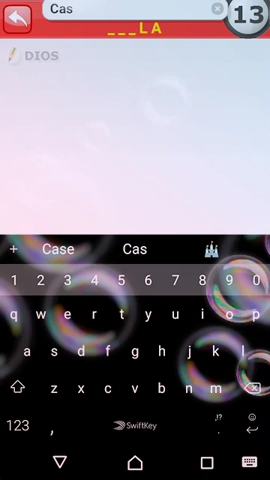 Cas
13
_ _ _ L A
DIOS
+ Case Cas
1 2 3 4 5 6 7 8 9 0
q w e r t y u i o p
a s d f g h j k l
z x c v b n m
123 , SwiftKey . ,!?